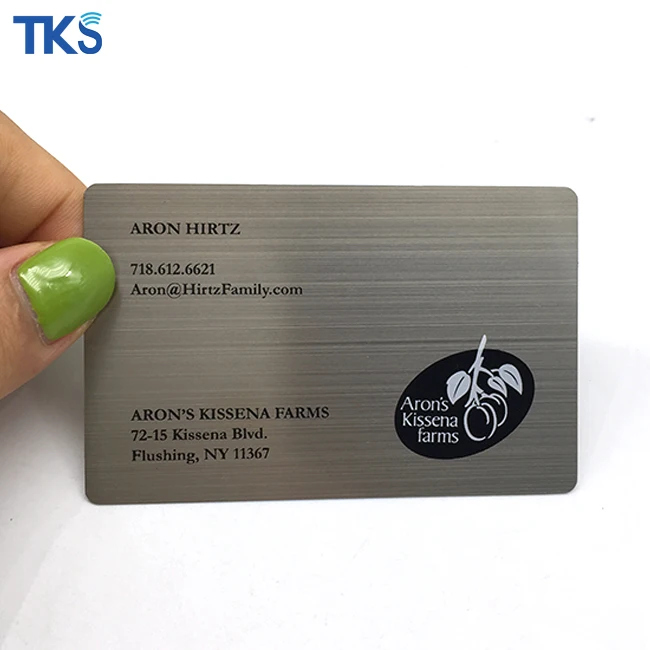 TKS
ARON HIRTZ
718.612.6621
Aron@HirtzFamily.com
ARON'S KISSENA FARMS
72-15 Kissena Blvd.
Flushing, NY 11367
Aron's
Kissena
farms